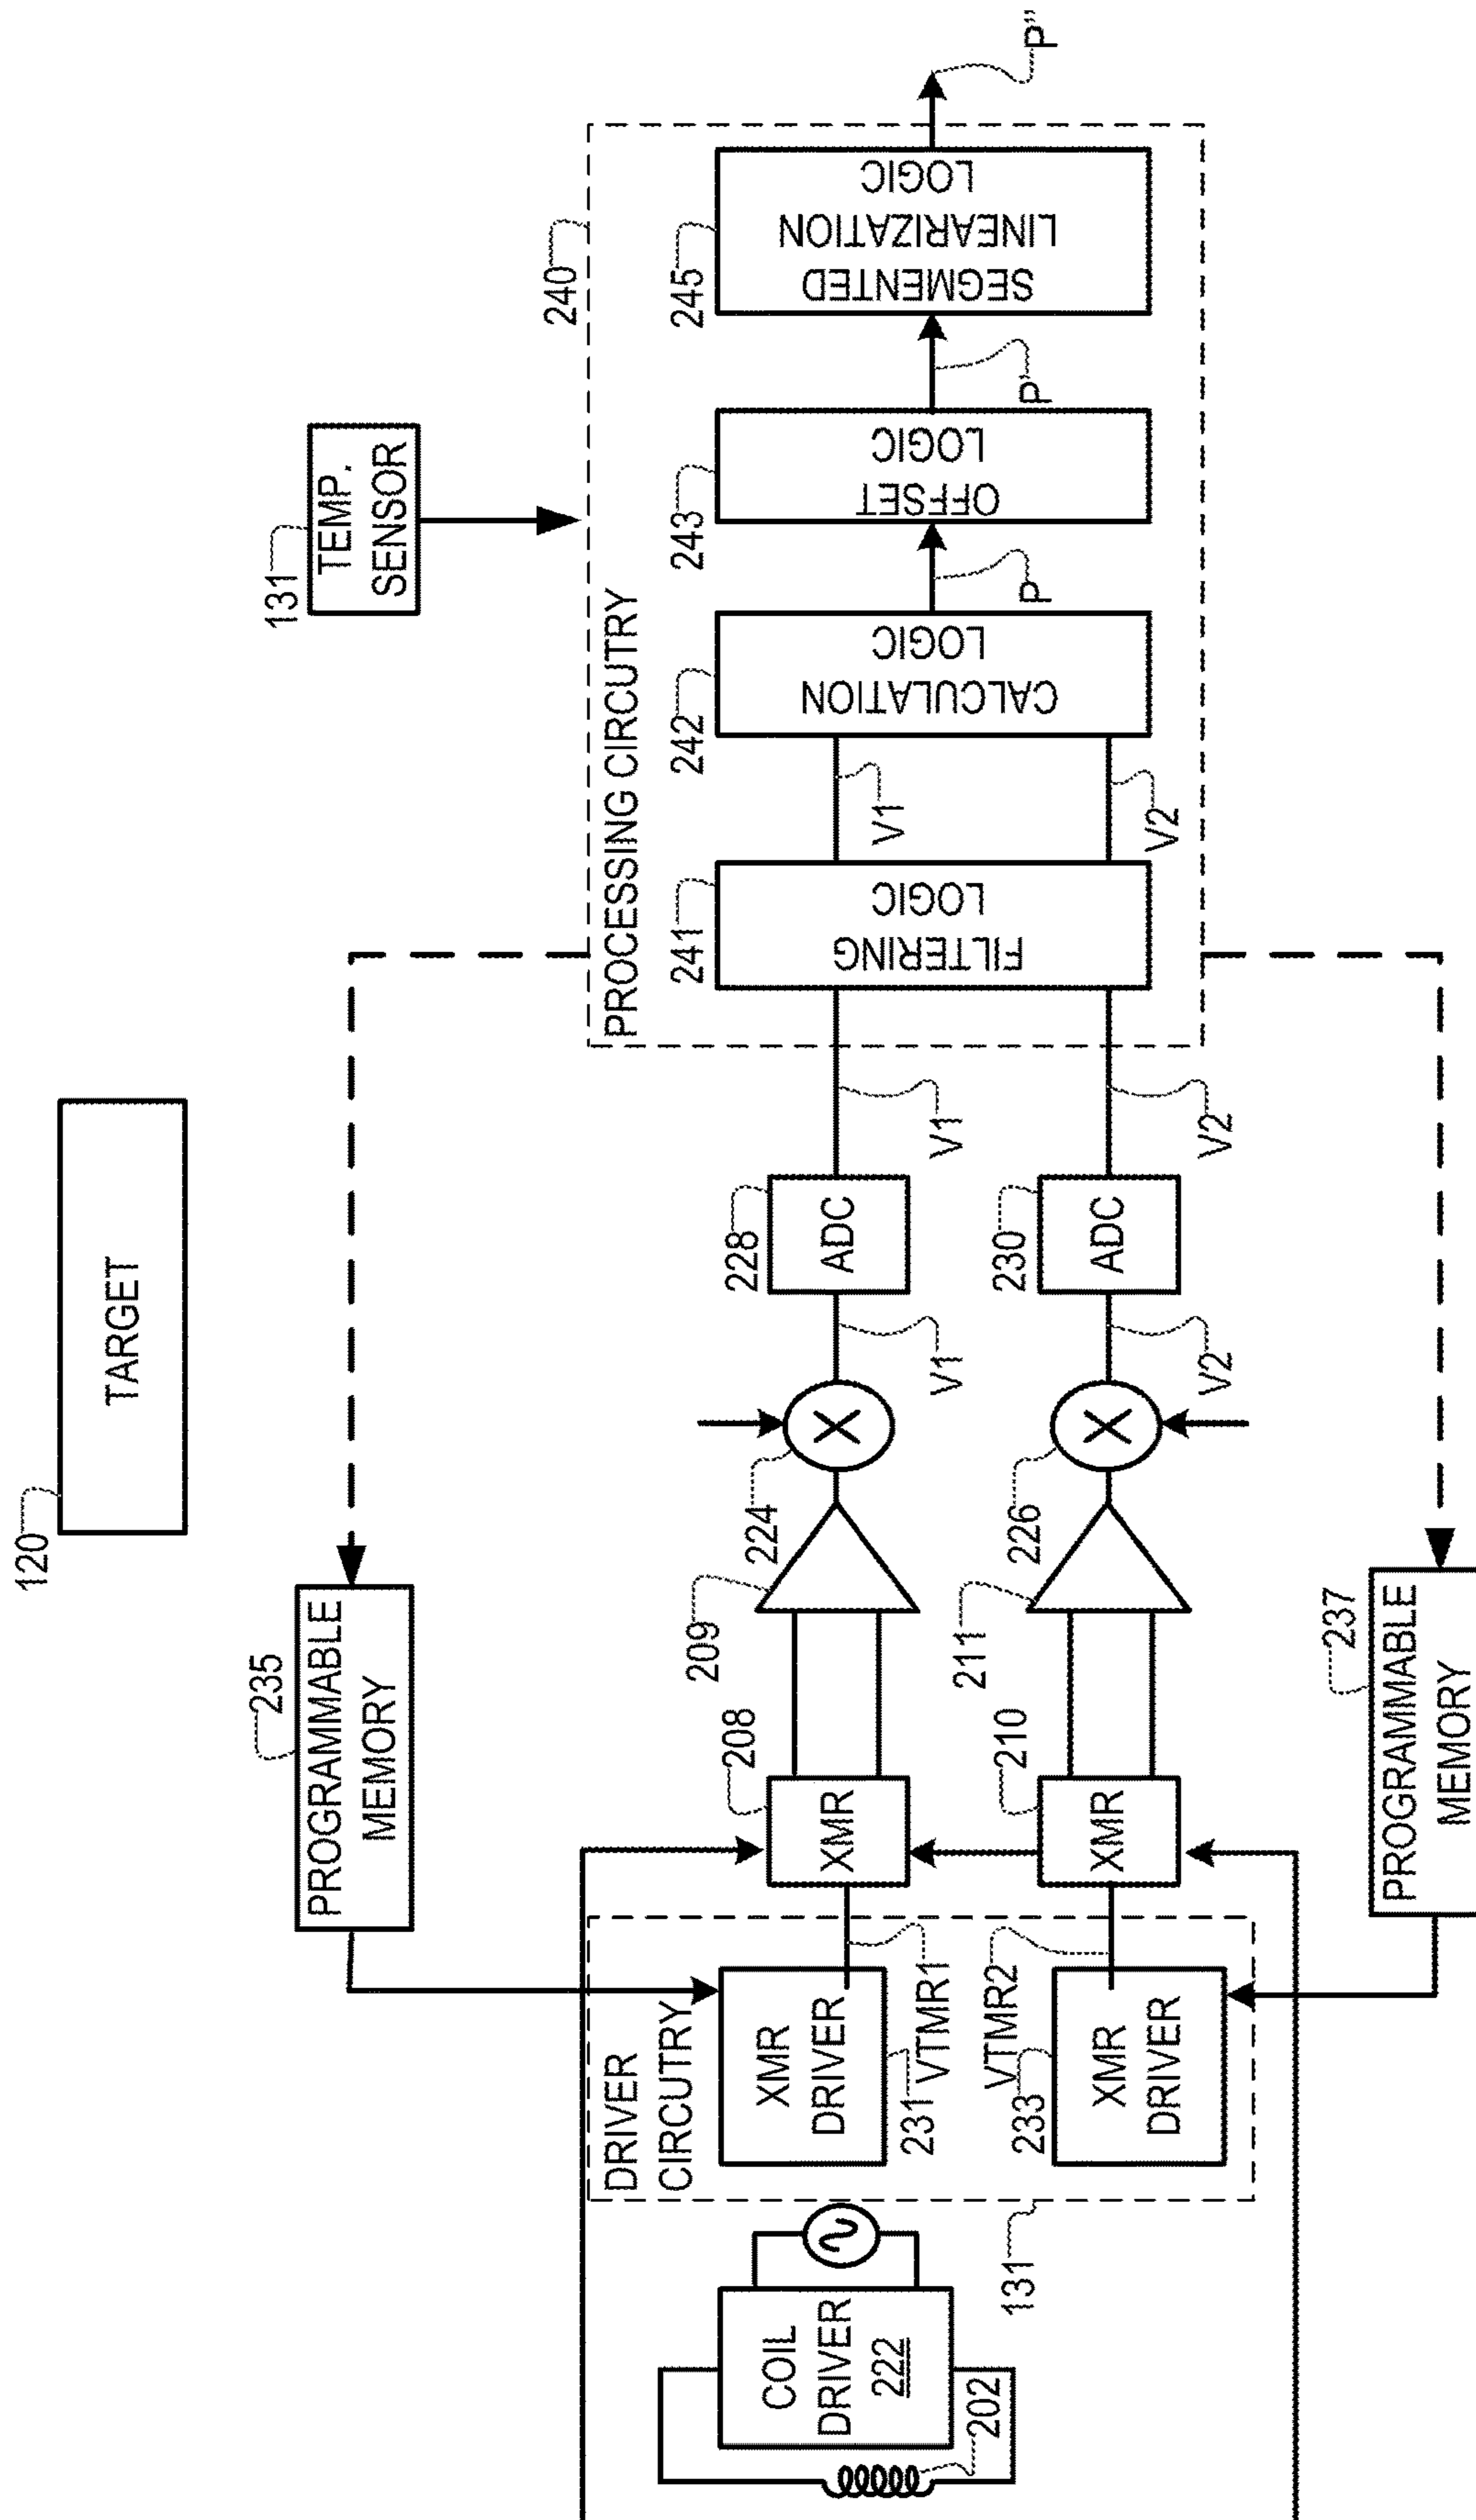 120
TARGET
235
PROGRAMMABLE
MEMORY
131
TEMP.
SENSOR
240
PROCESSING CIRCUTRY
DRIVER
CIRCUTRY
COIL
DRIVER
222
202
131
XMR
DRIVER
231
VTMR1
XMR
208
209
224
V1
228
ADC
V1
241
FILTERING
LOGIC
V1
242
CALCULATION
LOGIC
P
243
OFFSET
LOGIC
P'
245
SEGMENTED
LINEARIZATION
LOGIC
P''
XMR
DRIVER
233
VTMR2
XMR
210
211
226
V2
230
ADC
V2
V2
237
PROGRAMMABLE
MEMORY